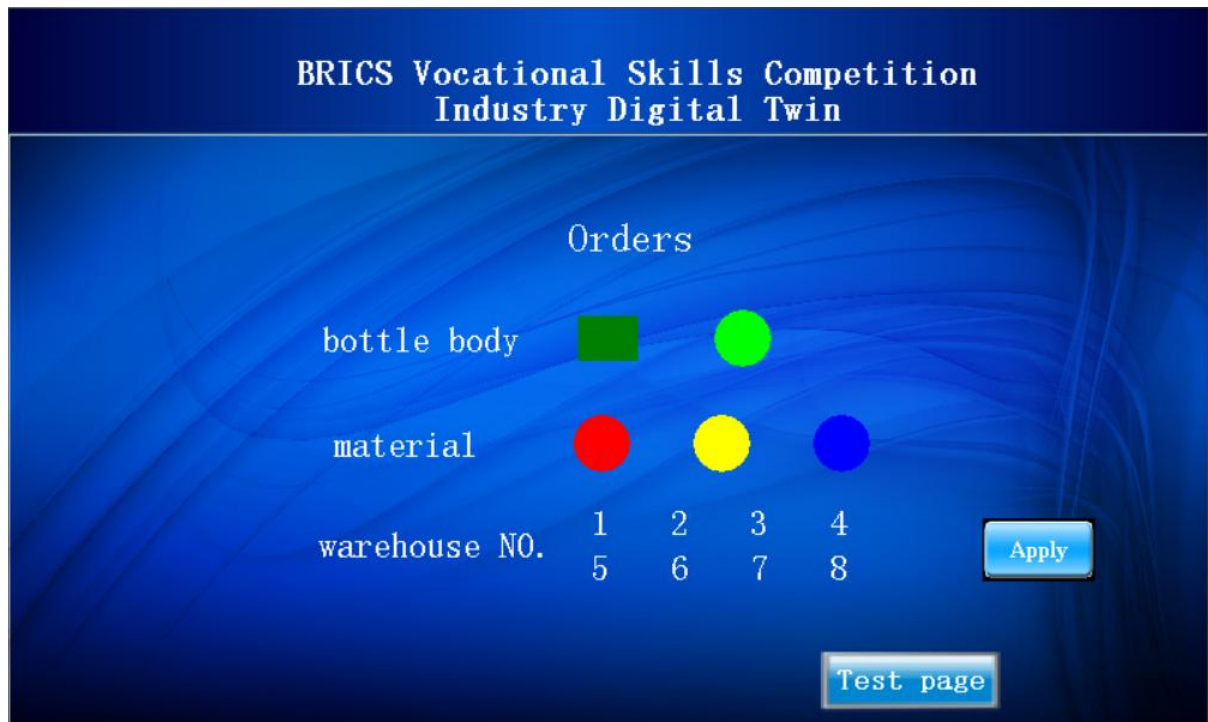 BRICS Vocational Skills Competition
Industry Digital Twin
Orders
bottle body
material
warehouse NO.
1 2 3 4
5 6 7 8
Apply
Test page